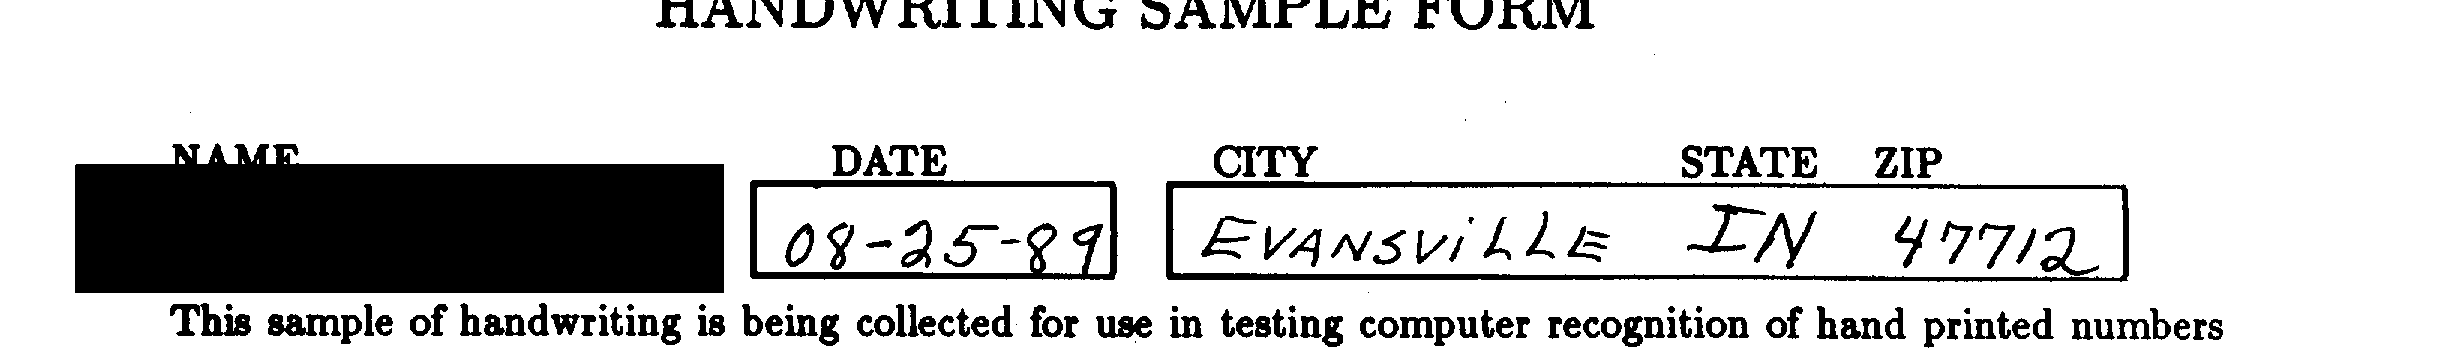 HANDWRITING SAMPLE FORM
NAME DATE CITY STATE ZIP
08-25-89 EVANSViLLE IN 47712
This sample of handwriting is being collected for use in testing computer recognition of hand printed numbers